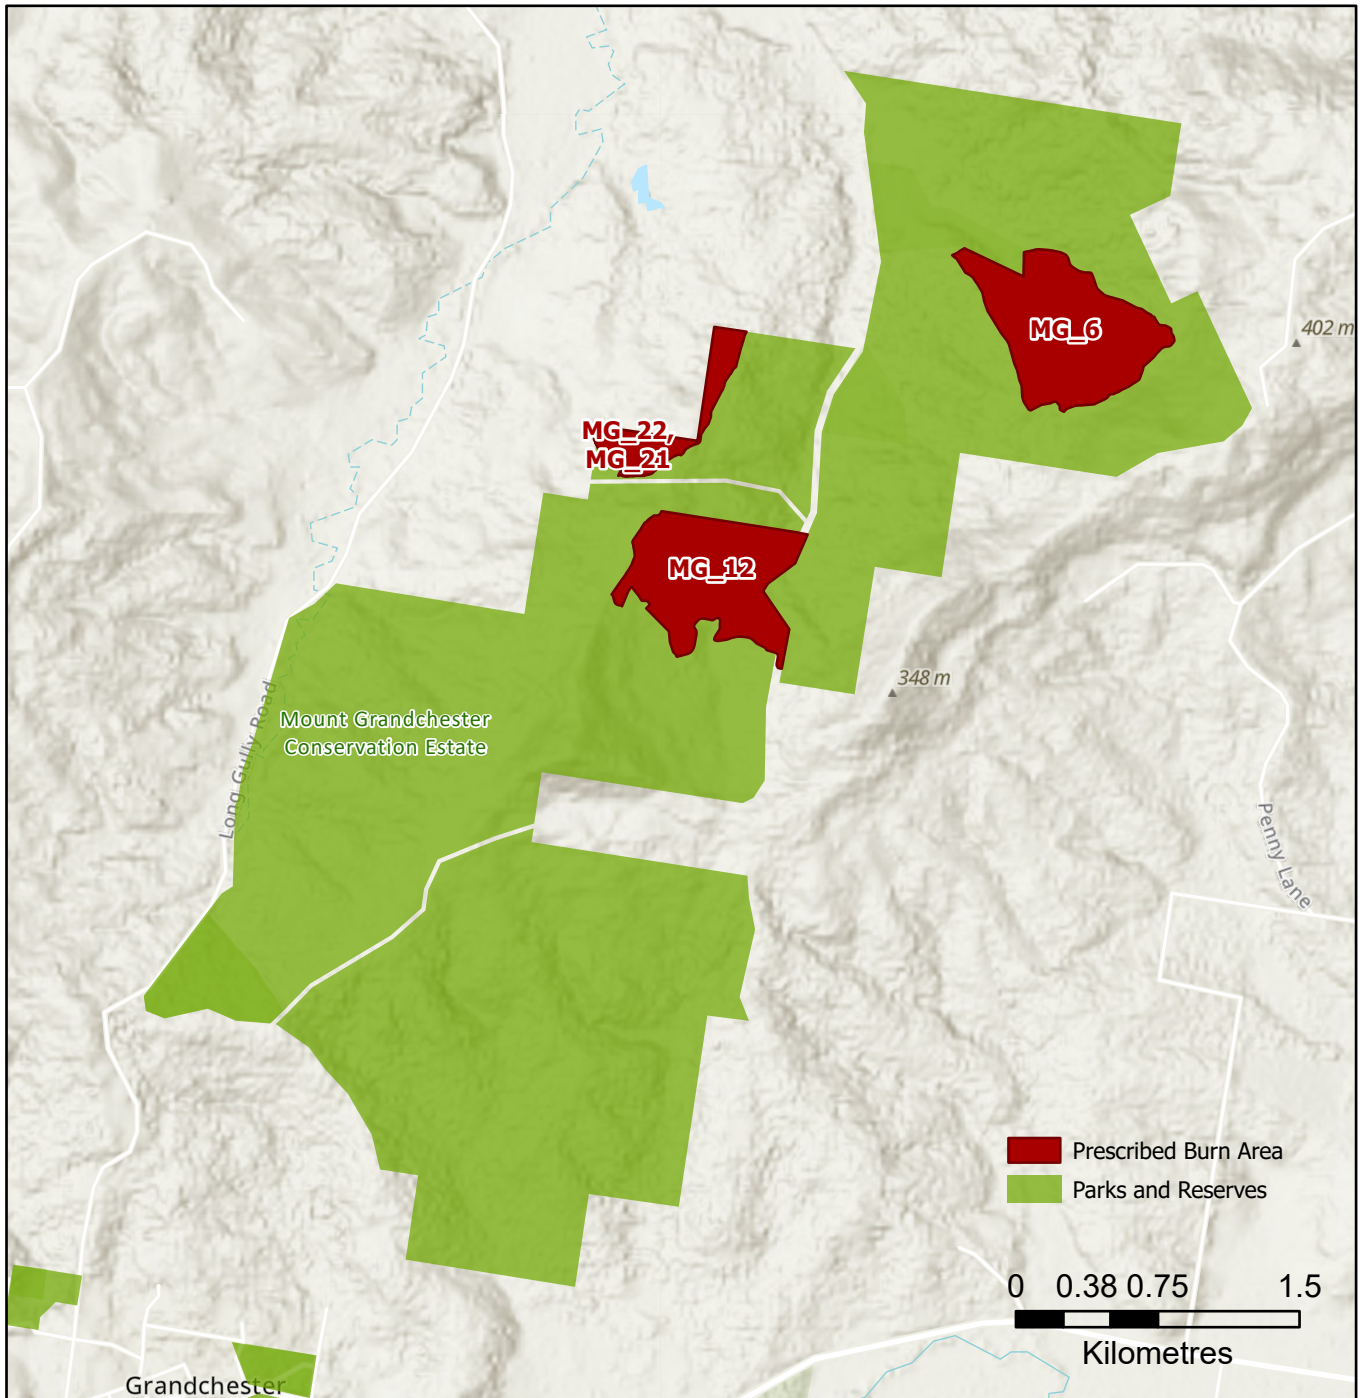 402 m
MG_6
MG_22,
MG_21
MG_12
348 m
Mount Grandchester
Conservation Estate
Long Gully Road
Penny Lane
Prescribed Burn Area
Parks and Reserves
0 0.38 0.75 1.5
Kilometres
Grandchester